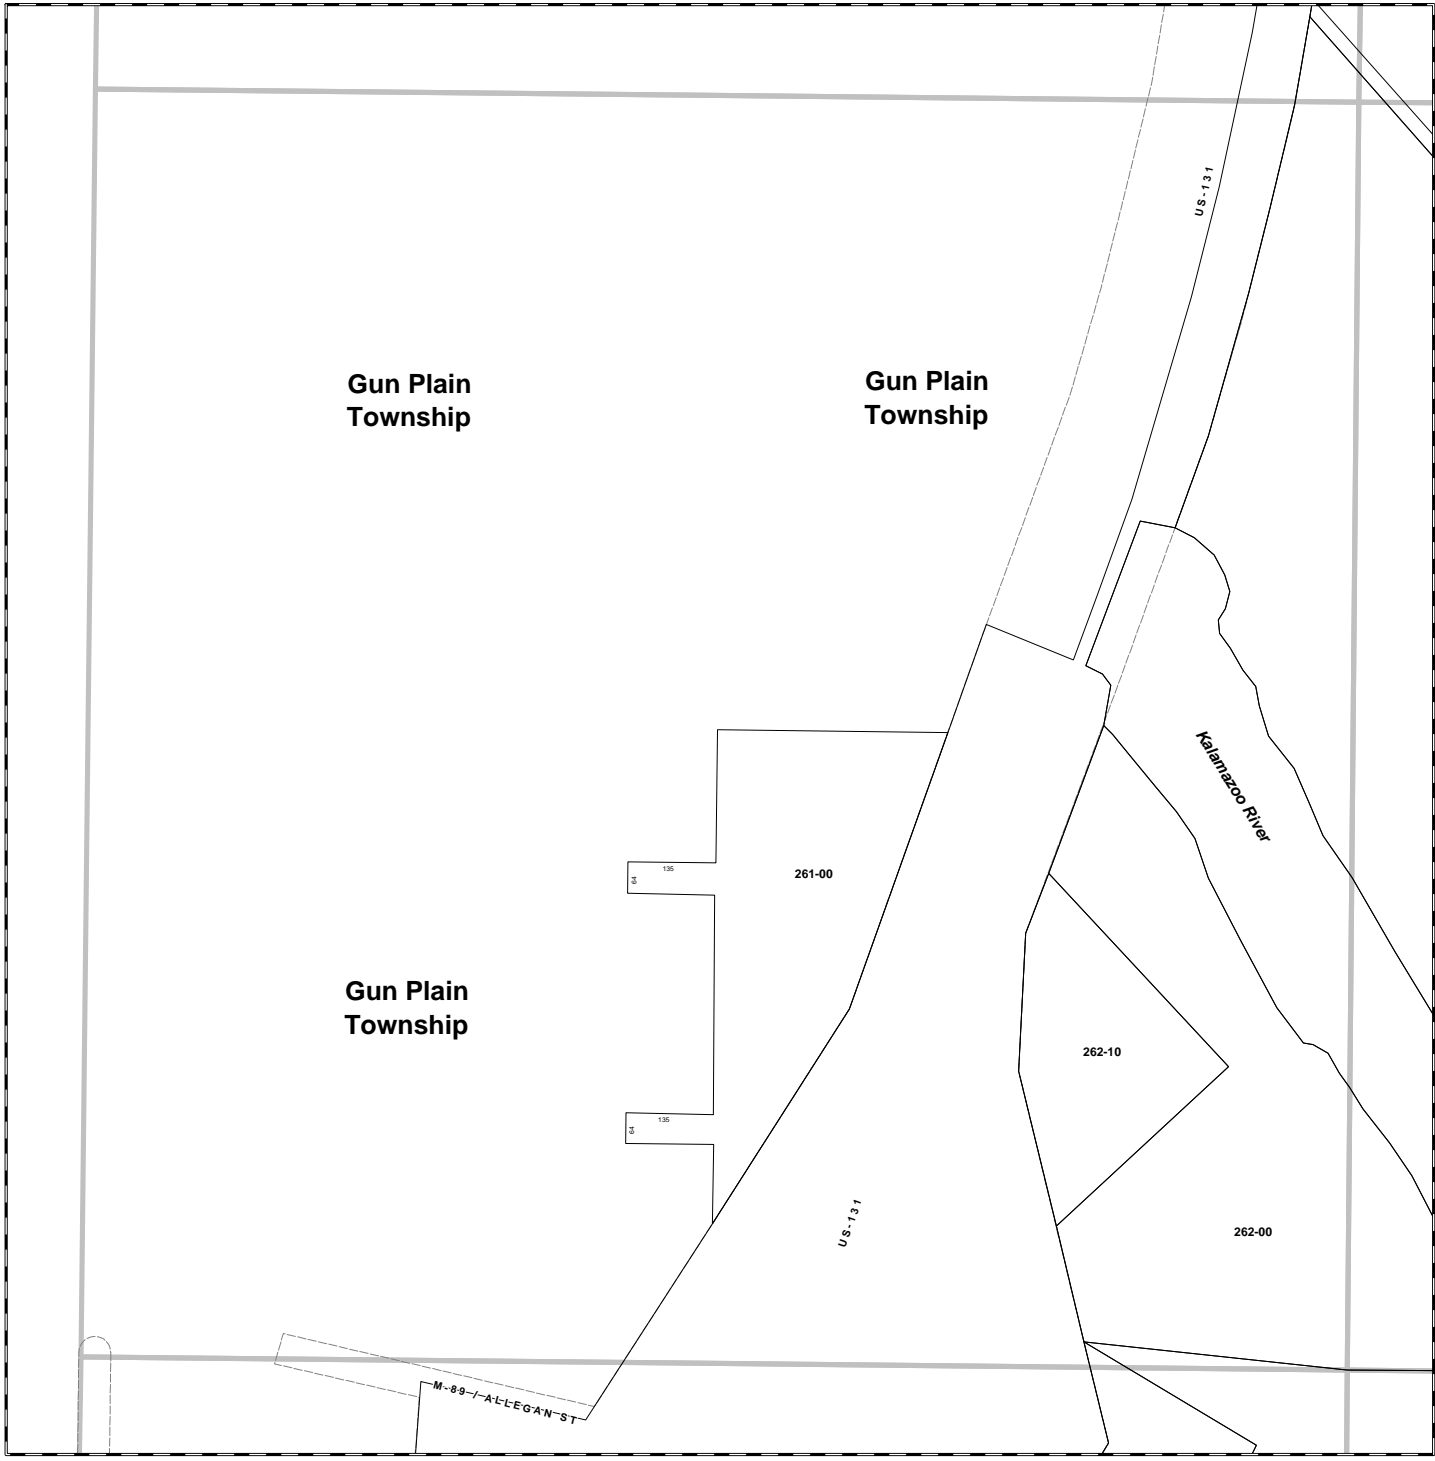 US-131
Gun Plain
Township
Gun Plain
Township
Kalamazoo River
135
64
261-00
Gun Plain
Township
262-10
135
64
US-131
262-00
M-89 / ALLEGAN ST